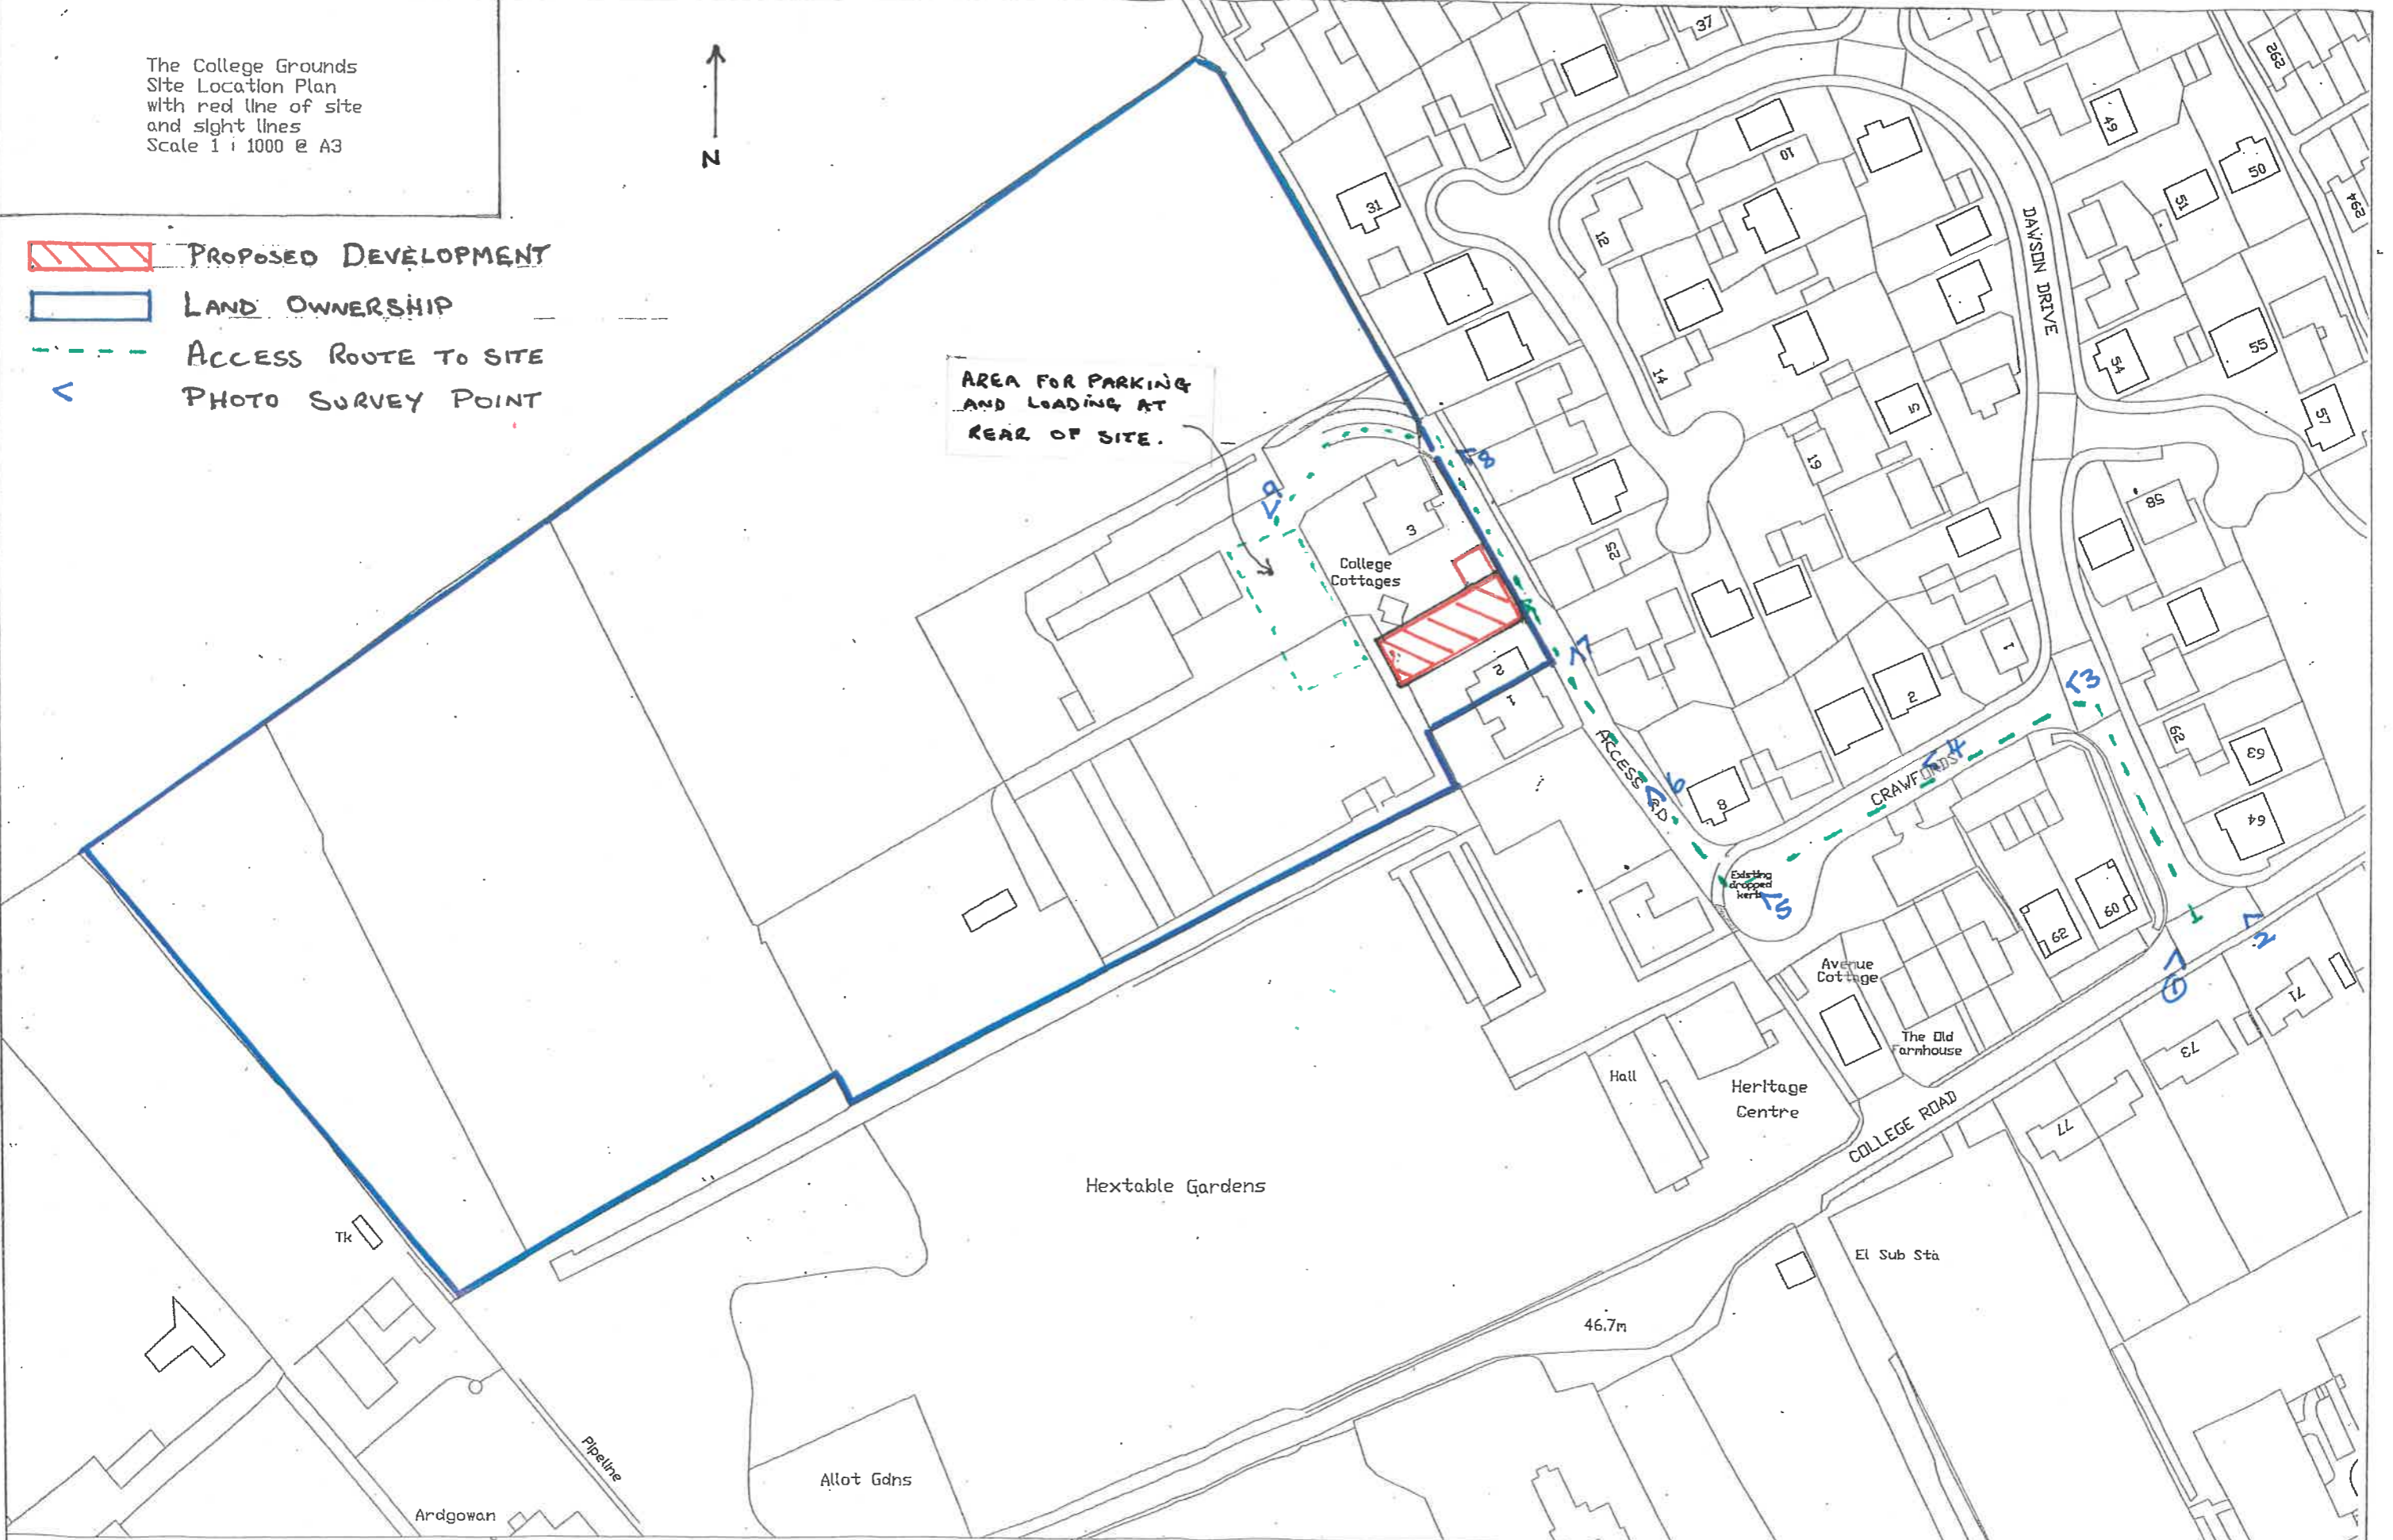 The College Grounds
Site Location Plan
with red line of site
and sight lines
Scale 1 : 1000 @ A3
N
PROPOSED DEVELOPMENT
LAND OWNERSHIP
ACCESS ROUTE TO SITE
< PHOTO SURVEY POINT
AREA FOR PARKING
AND LOADING AT
REAR OF SITE.
37
292
49
10
50
51
294
31
12
DAWSON DRIVE
54
55
14
5
57
19
8
9
58
3
25
College
Cottages
7
2
1
1
2
3
ACCESS RD
6
8
4
CRAWFORDS
62
63
64
Existing
dropped
kerbs
5
60
62
2
1
Avenue
Cottage
The Old
Farmhouse
71
73
77
Hall
Heritage
Centre
COLLEGE ROAD
Hextable Gardens
Tk
El Sub Sta
46.7m
Pipeline
Allot Gdns
Ardgowan